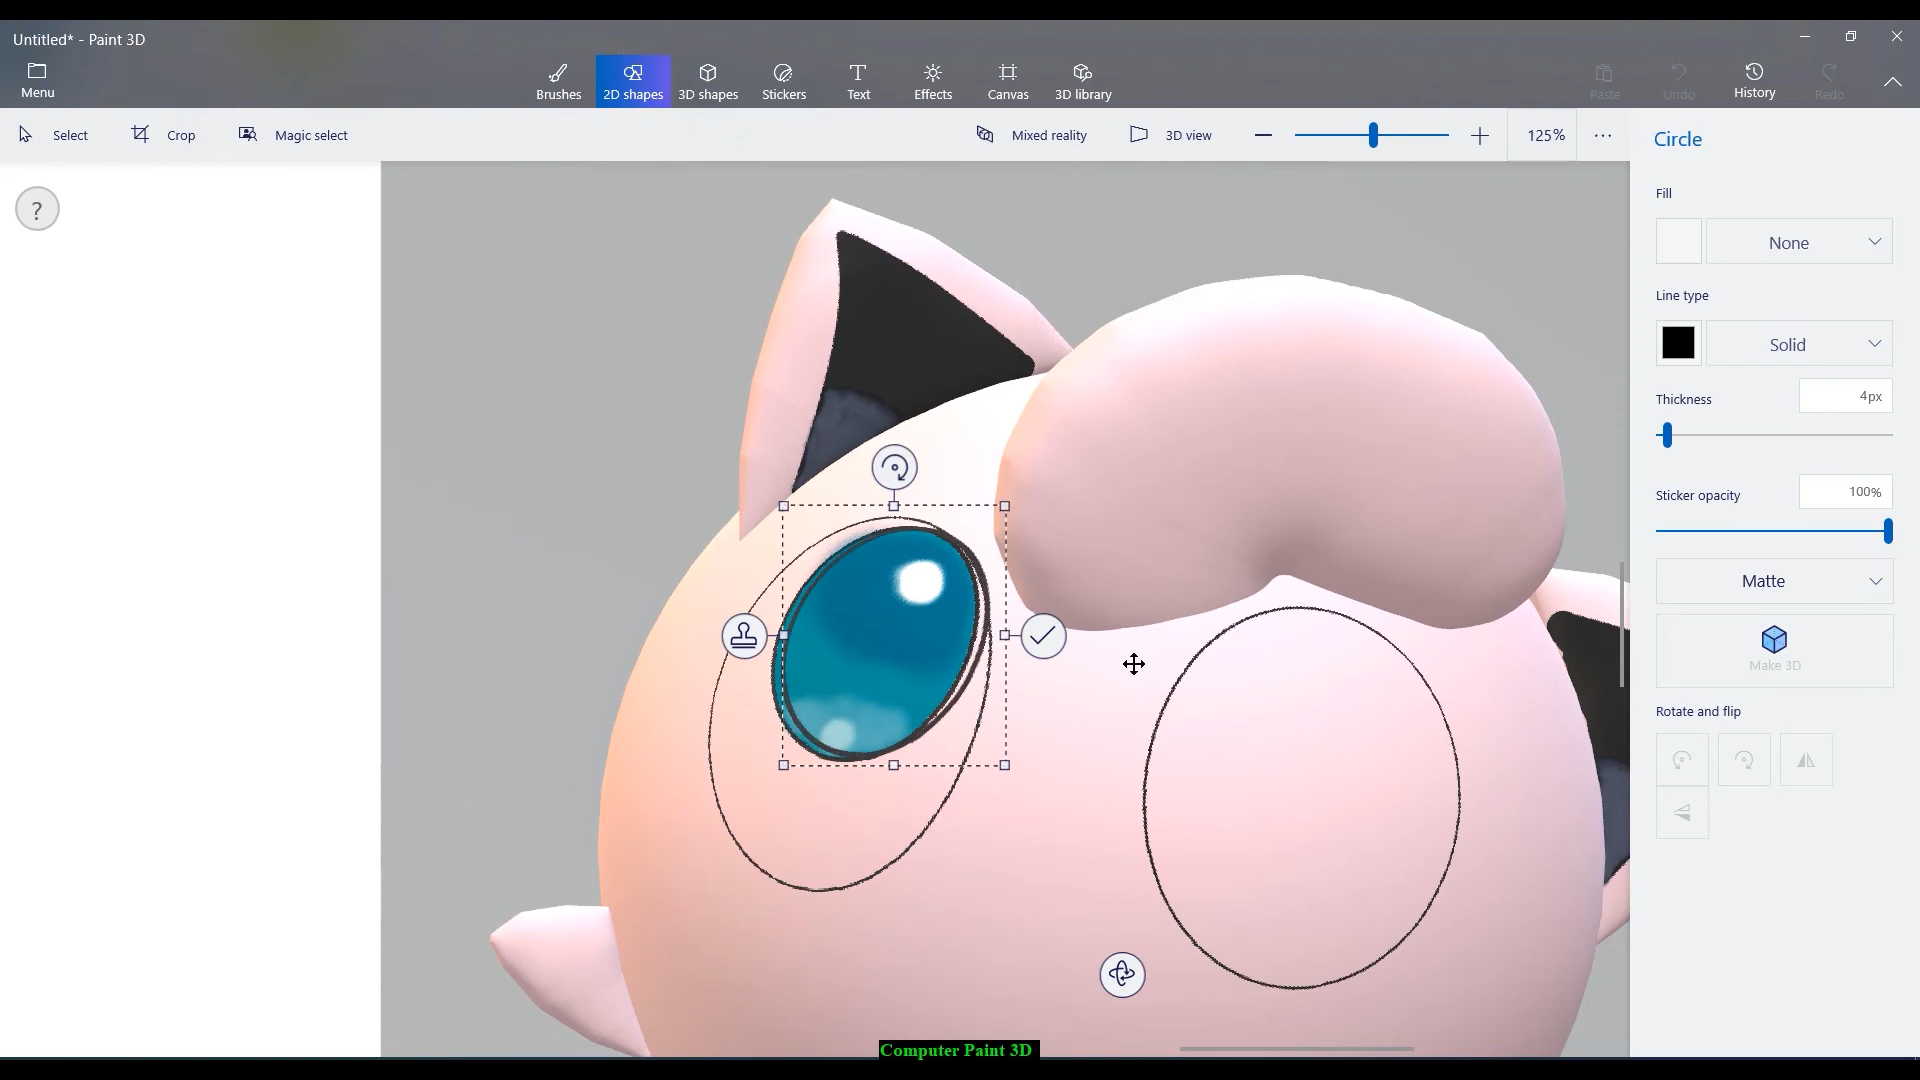 Untitled* - Paint 3D
Menu
Brushes
2D shapes
3D shapes
Stickers
Text
Effects
Canvas
3D library
Paste
Undo
History
Redo
Select
Crop
Magic select
Mixed reality
3D view
125%
Circle
Fill
None
Line type
Solid
Thickness
4px
Sticker opacity
100%
Matte
Make 3D
Rotate and flip
?
Computer Paint 3D